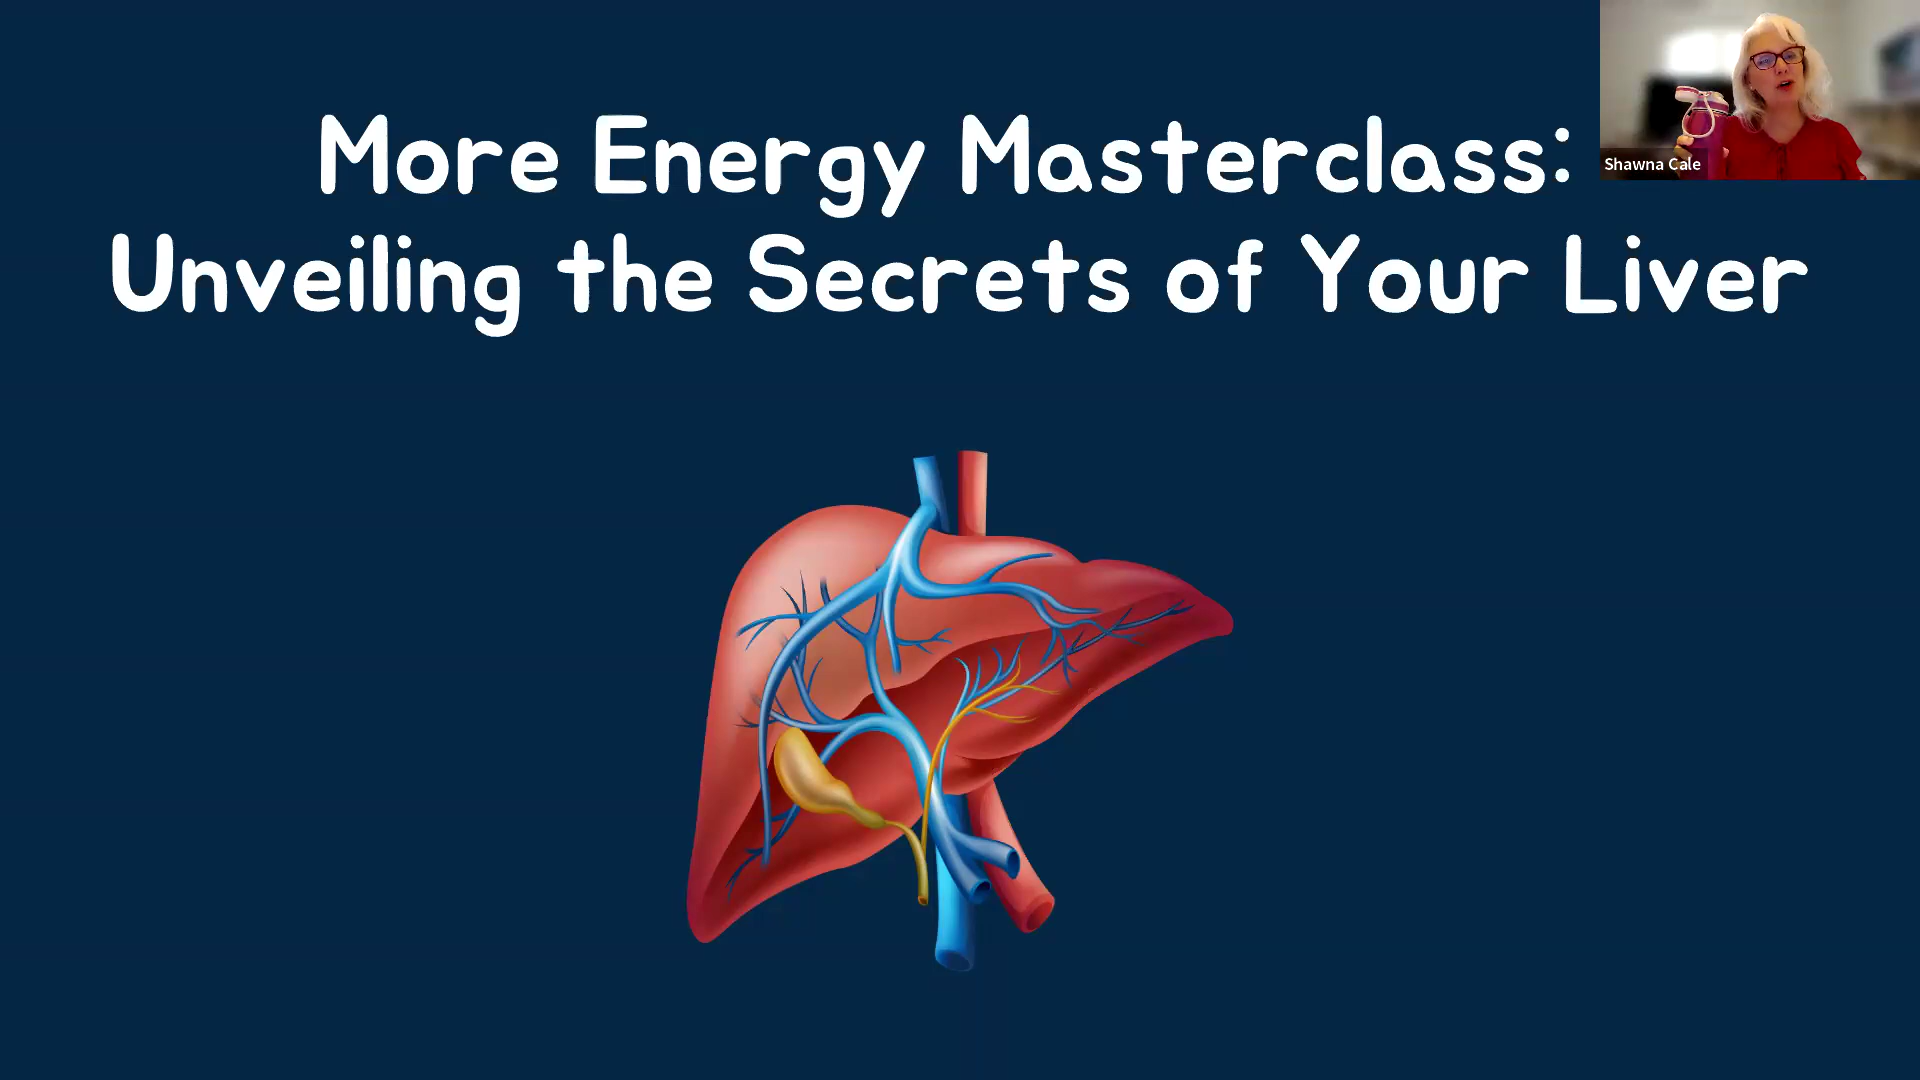 More Energy Masterclass:
Unveiling the Secrets of Your Liver
Shawna Cale